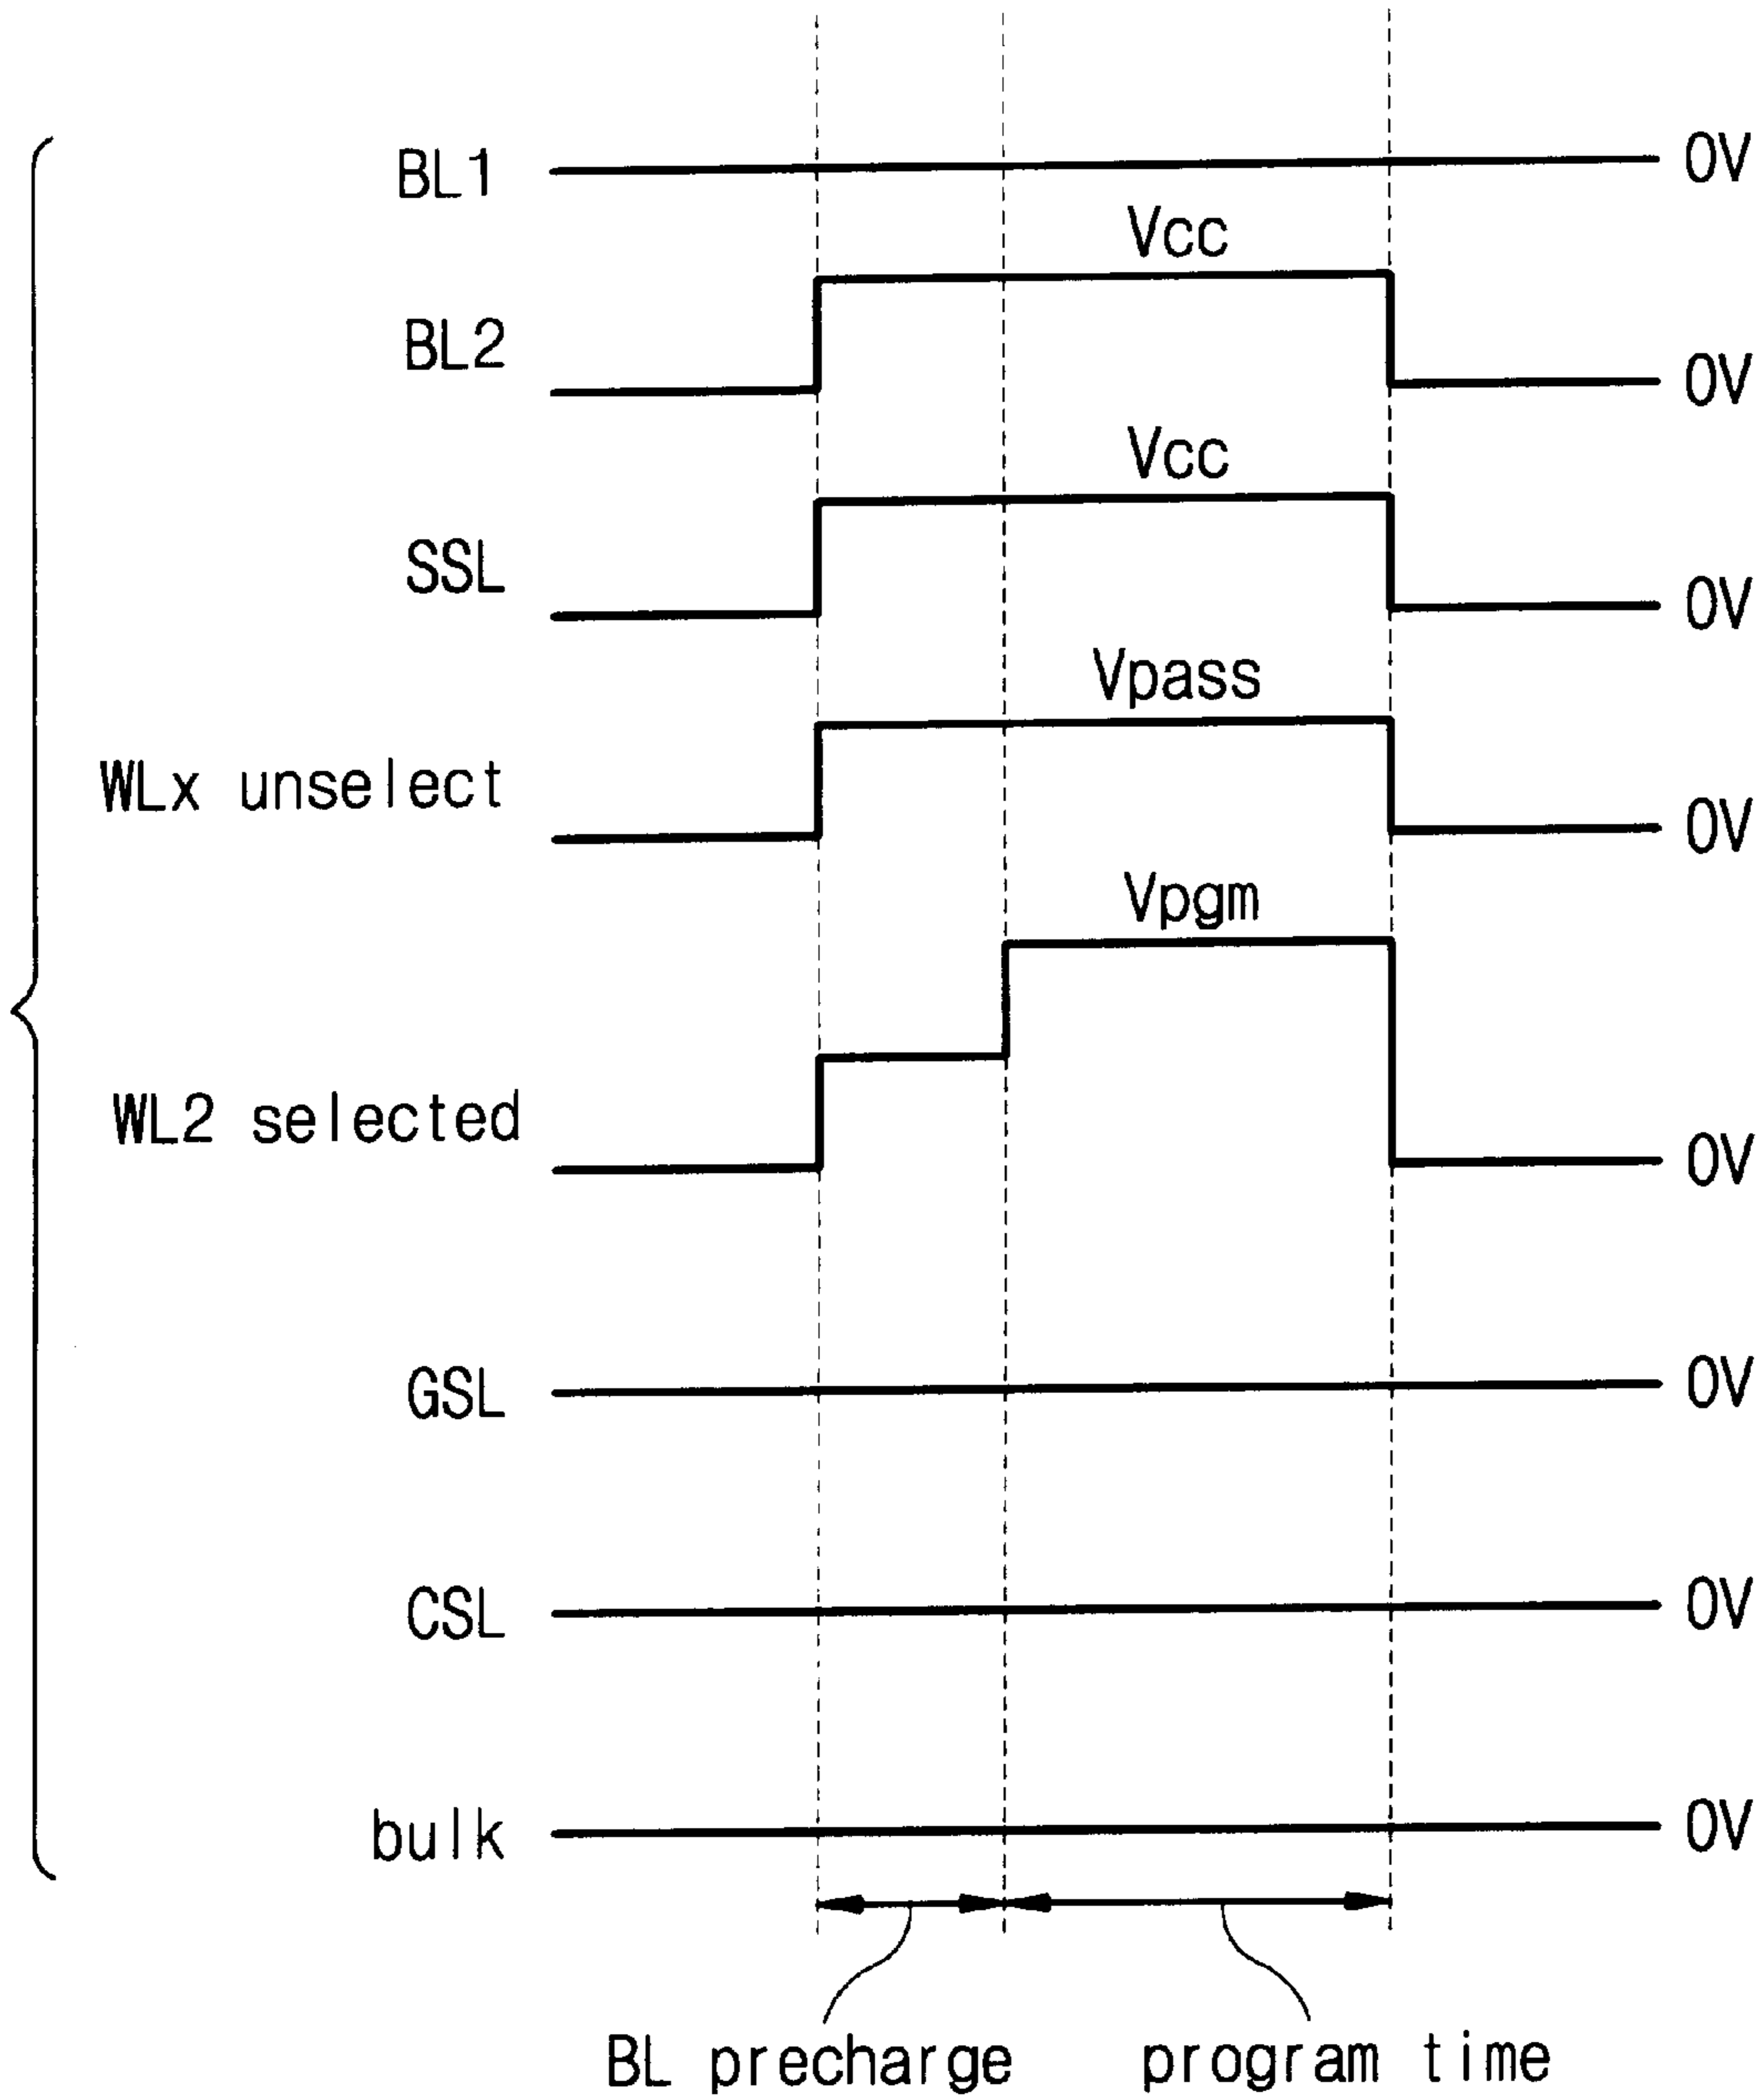 BL1 0V
Vcc
BL2 0V
Vcc
SSL 0V
Vpass
WLx unselect 0V
Vpgm
WL2 selected 0V
GSL 0V
CSL 0V
bulk 0V
BL precharge program time